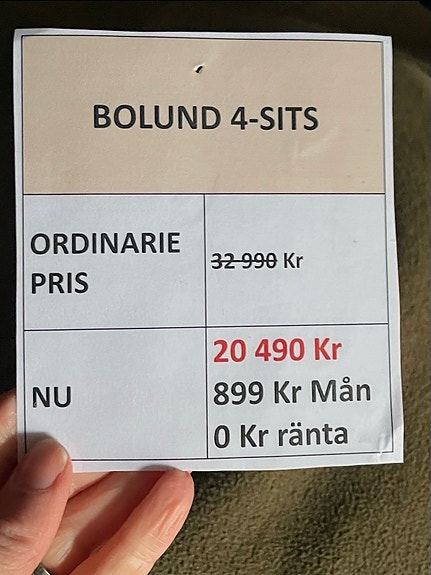 BOLUND 4-SITS
ORDINARIE
PRIS
32 990 Kr
NU
20 490 Kr
899 Kr Mån
0 Kr ränta